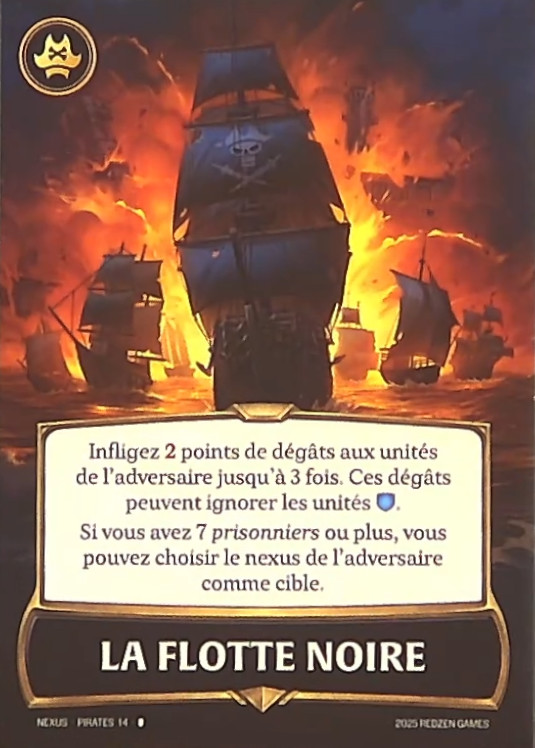 Infligez 2 points de dégâts aux unités
de l'adversaire jusqu'à 3 fois. Ces dégâts
peuvent ignorer les unités .
Si vous avez 7 prisonniers ou plus, vous
pouvez choisir le nexus de l'adversaire
comme cible.
LA FLOTTE NOIRE
NEXUS PIRATES 14
2025 REDZEN GAMES